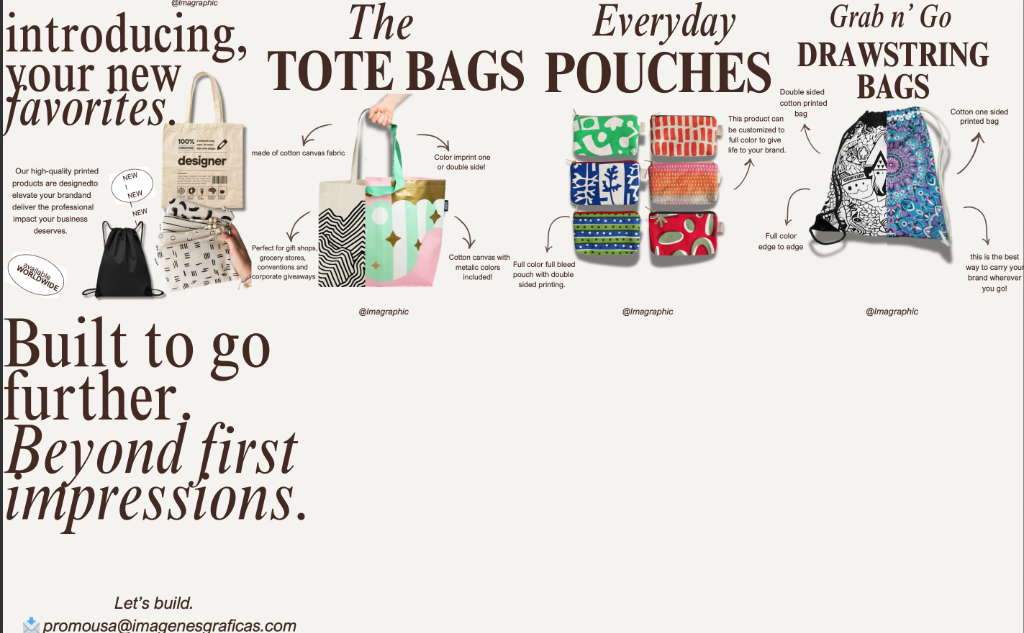 @Imagraphic
introducing,
your new
favorites.
100%
designer
Our high-quality printed
products are designedto
elevate your brandand
deliver the professional
impact your business
deserves.
NEW
NEW
NEW
available
WORLDWIDE
The
TOTE BAGS
made of cotton canvas fabric
Color imprint one
or double side!
Perfect for gift shops,
grocery stores,
conventions and
corporate giveaways
Cotton canvas with
metalic colors
included!
@Imagraphic
Everyday
POUCHES
This product can
be customized to
full color to give
life to your brand.
Full color full bleed
pouch with double
sided printing.
@Imagraphic
Grab n' Go
DRAWSTRING
BAGS
Double sided
cotton printed
bag
Cotton one sided
printed bag
Full color
edge to edge
this is the best
way to carry your
bag wherever
you go!
@Imagraphic
Built to go
further.
Beyond first
impressions.
Let's build.
promousa@imagenesgraficas.com